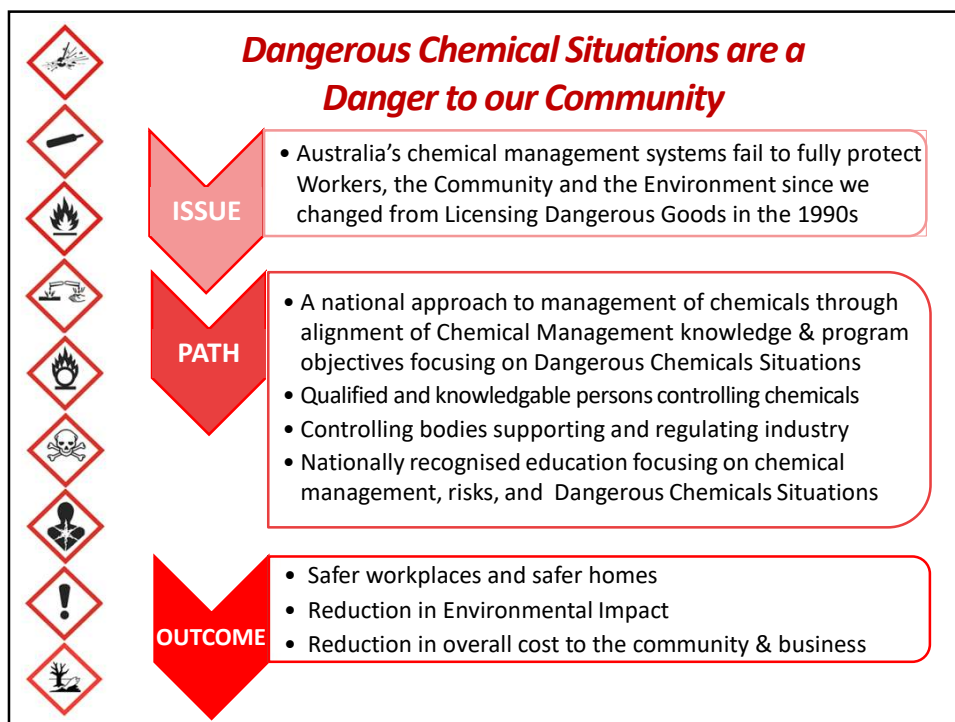 Dangerous Chemical Situations are a
Danger to our Community
ISSUE
• Australia's chemical management systems fail to fully protect
Workers, the Community and the Environment since we
changed from Licensing Dangerous Goods in the 1990s
PATH
• A national approach to management of chemicals through
alignment of Chemical Management knowledge & program
objectives focusing on Dangerous Chemicals Situations
• Qualified and knowledgable persons controlling chemicals
• Controlling bodies supporting and regulating industry
• Nationally recognised education focusing on chemical
management, risks, and Dangerous Chemicals Situations
OUTCOME
• Safer workplaces and safer homes
• Reduction in Environmental Impact
• Reduction in overall cost to the community & business